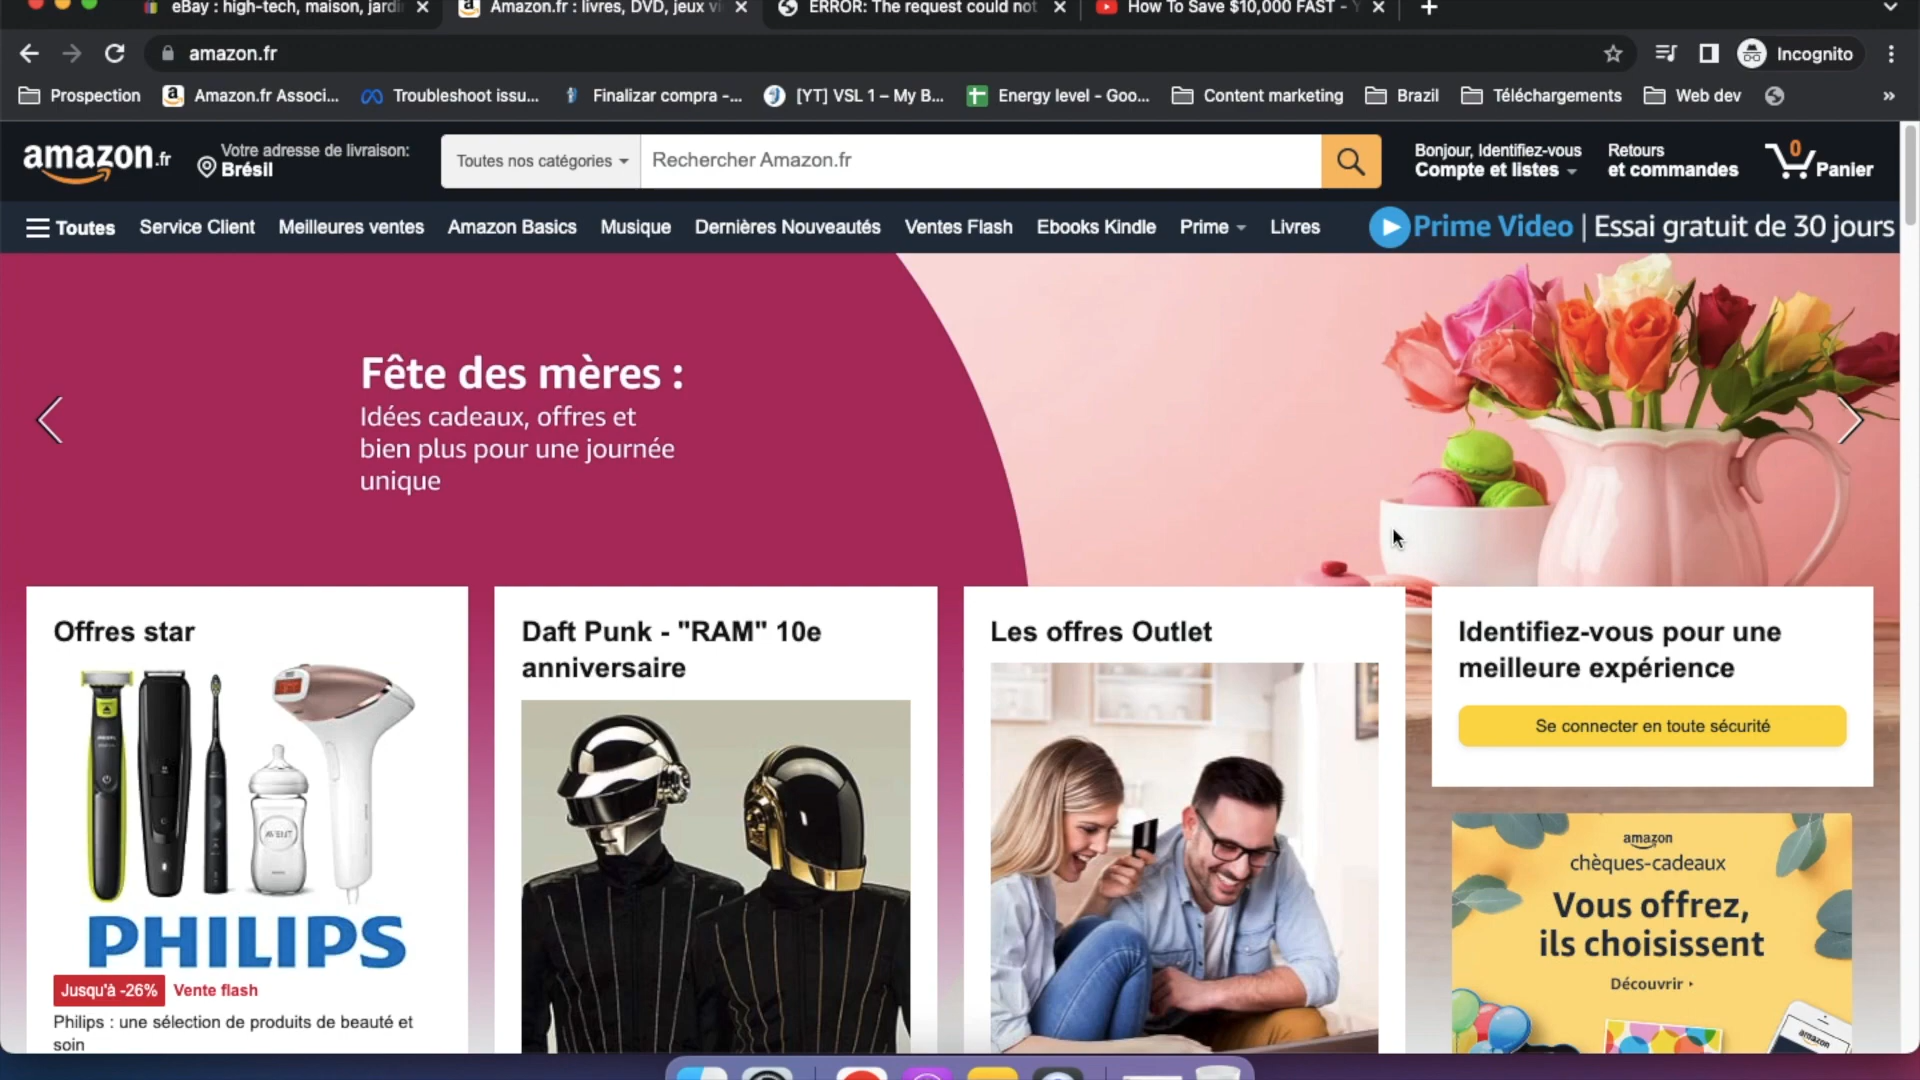 eBay : high-tech, maison, jardi
Amazon.fr : livres, DVD, jeux vi
ERROR: The request could not
How To Save $10,000 FAST - Y
amazon.fr
Incognito
Prospection
Amazon.fr Associ...
Troubleshoot issu...
Finalizar compra -...
[YT] VSL 1 – My B...
Energy level - Goo...
Content marketing
Brazil
Téléchargements
Web dev
»
amazon.fr
Votre adresse de livraison:
Brésil
Toutes nos catégories
Rechercher Amazon.fr
Bonjour, Identifiez-vous
Compte et listes
Retours
et commandes
0
Panier
Toutes
Service Client
Meilleures ventes
Amazon Basics
Musique
Dernières Nouveautés
Ventes Flash
Ebooks Kindle
Prime
Livres
Prime Video | Essai gratuit de 30 jours
Fête des mères :
Idées cadeaux, offres et
bien plus pour une journée
unique
Offres star
AVENT
PHILIPS
Jusqu'à -26% Vente flash
Philips : une sélection de produits de beauté et
soin
Daft Punk - "RAM" 10e
anniversaire
Les offres Outlet
Identifiez-vous pour une
meilleure expérience
Se connecter en toute sécurité
amazon
chèques-cadeaux
Vous offrez,
ils choisissent
Découvrir
amazon